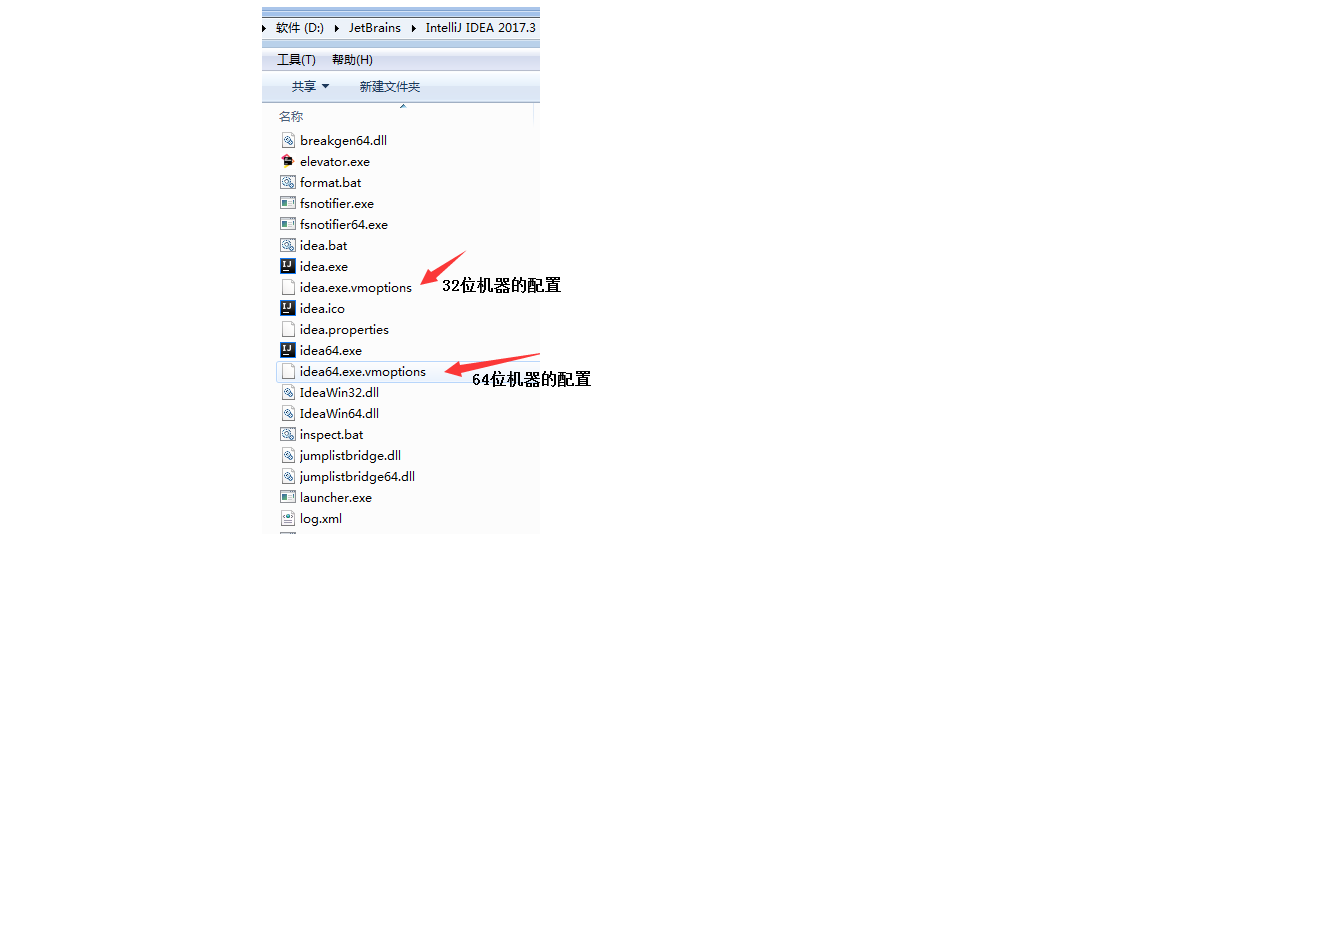 软件 (D:) JetBrains IntelliJ IDEA 2017.3
工具(T) 帮助(H)
共享 新建文件夹
名称
breakgen64.dll
elevator.exe
format.bat
fsnotifier.exe
fsnotifier64.exe
idea.bat
idea.exe
idea.exe.vmoptions
32位机器的配置
idea.ico
idea.properties
idea64.exe
idea64.exe.vmoptions
64位机器的配置
IdeaWin32.dll
IdeaWin64.dll
inspect.bat
jumplistbridge.dll
jumplistbridge64.dll
launcher.exe
log.xml